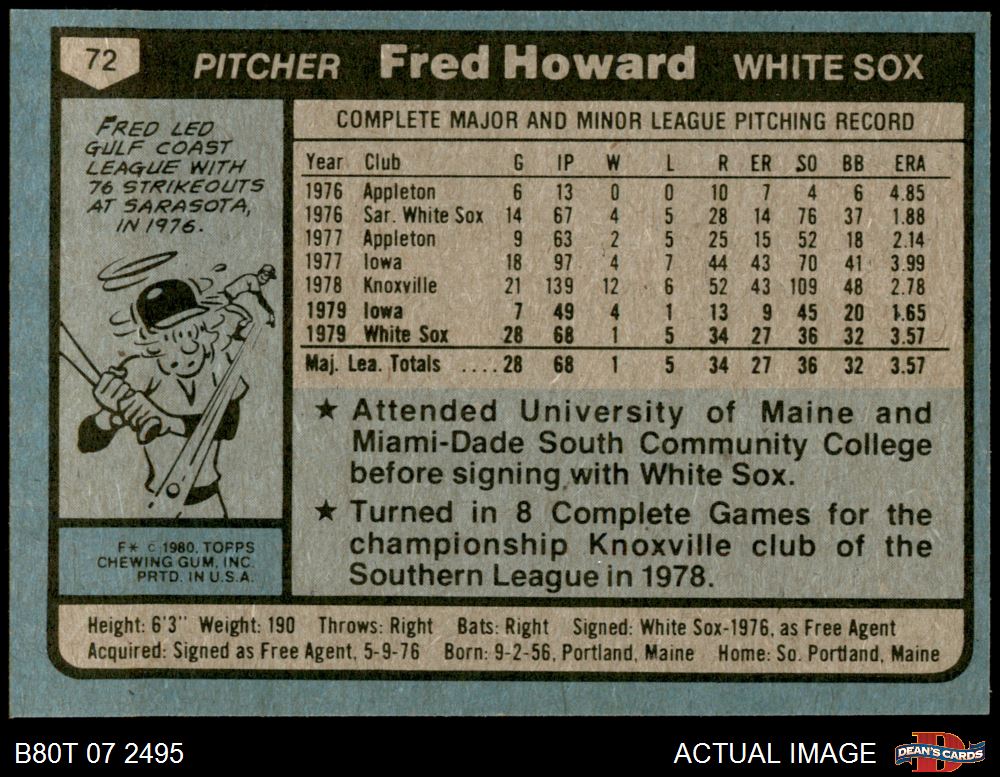 72 PITCHER Fred Howard WHITE SOX
FRED LED
GULF COAST
LEAGUE WITH
76 STRIKEOUTS
AT SARASOTA,
IN 1976.
F* © 1980. TOPPS
CHEWING GUM, INC.
PRTD. IN U.S.A.
COMPLETE MAJOR AND MINOR LEAGUE PITCHING RECORD
Year Club G IP W L R ER SO BB ERA
1976 Appleton 6 13 0 0 10 7 4 6 4.85
1976 Sar. White Sox 14 67 4 5 28 14 76 37 1.88
1977 Appleton 9 63 2 5 25 15 52 18 2.14
1977 Iowa 18 97 4 7 44 43 70 41 3.99
1978 Knoxville 21 139 12 6 52 43 109 48 2.78
1979 Iowa 7 49 4 1 13 9 45 20 1.65
1979 White Sox 28 68 1 5 34 27 36 32 3.57
Maj. Lea. Totals ....28 68 1 5 34 27 36 32 3.57
★ Attended University of Maine and
Miami-Dade South Community College
before signing with White Sox.
★ Turned in 8 Complete Games for the
championship Knoxville club of the
Southern League in 1978.
Height: 6'3" Weight: 190 Throws: Right Bats: Right Signed: White Sox-1976, as Free Agent
Acquired: Signed as Free Agent, 5-9-76 Born: 9-2-56, Portland, Maine Home: So. Portland, Maine
B80T 07 2495 ACTUAL IMAGE D DEAN'S CARDS